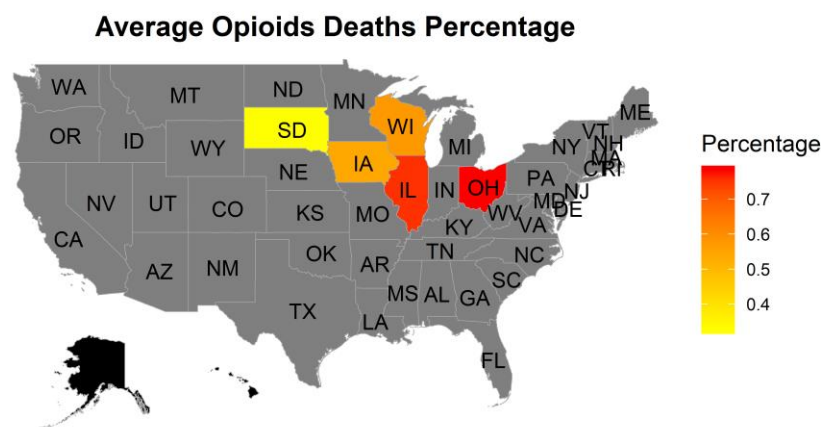 Average Opioids Deaths Percentage
WA
MT
ND
MN
ME
OR
ID
SD
WI
MI
VT
NH
NY
MA
CT
RI
WY
IA
NE
PA
NJ
NV
UT
CO
IL
IN
OH
MD
DE
WV
VA
KS
MO
KY
CA
AZ
NM
OK
AR
TN
NC
SC
TX
MS
AL
GA
LA
FL
Percentage
0.7
0.6
0.5
0.4